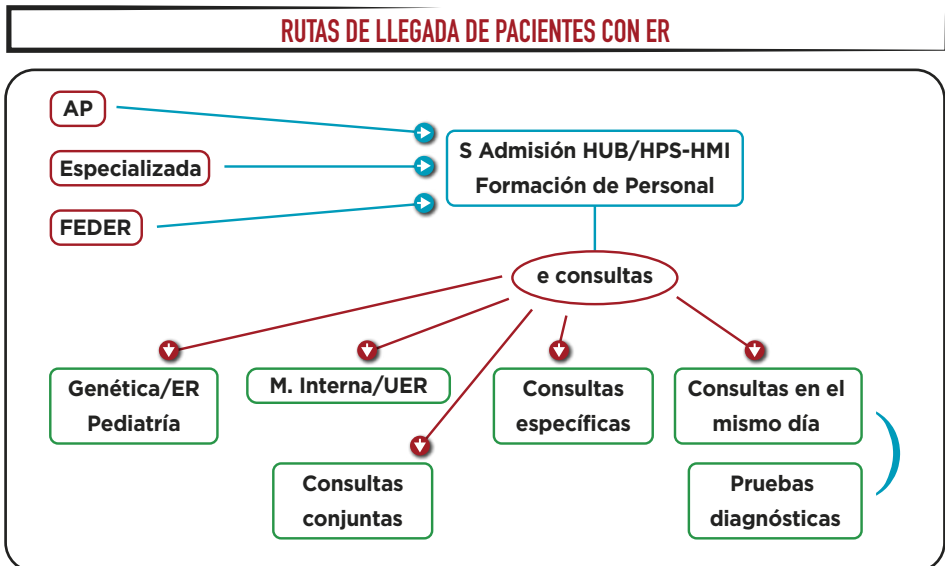 RUTAS DE LLEGADA DE PACIENTES CON ER
AP
Especializada
FEDER
S Admisión HUB/HPS-HMI
Formación de Personal
e consultas
Genética/ER
Pediatría
M. Interna/UER
Consultas
específicas
Consultas en el
mismo día
Consultas
conjuntas
Pruebas
diagnósticas